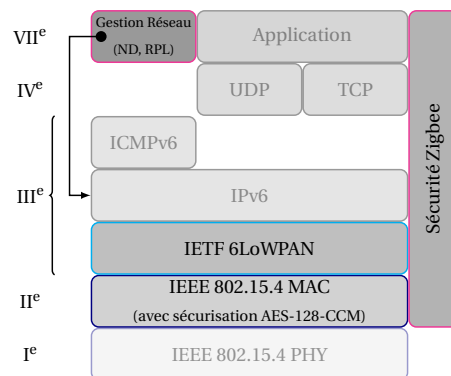 VIIᵉ
Gestion Réseau
(ND, RPL)
Application
IVᵉ
UDP
TCP
ICMPv6
IIIᵉ
IPv6
IETF 6LoWPAN
IIᵉ
IEEE 802.15.4 MAC
(avec sécurisation AES-128-CCM)
Iᵉ
IEEE 802.15.4 PHY
Sécurité Zigbee